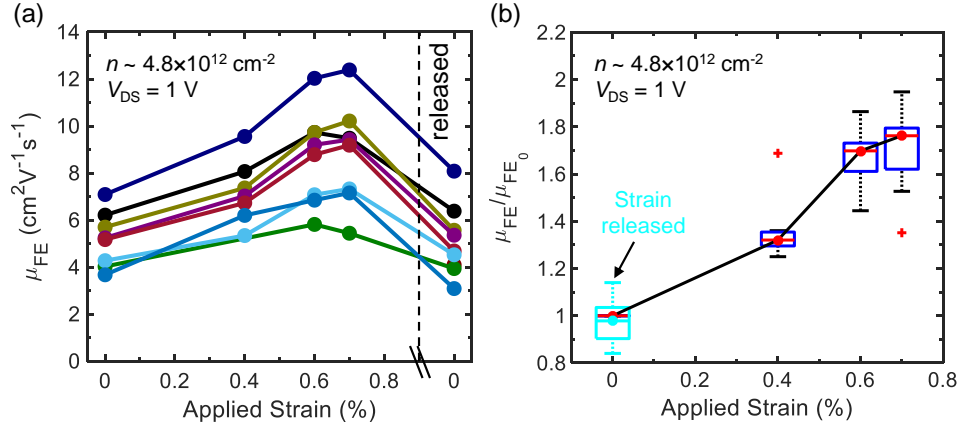 (a)
n ~ 4.8×10¹² cm⁻²
V_DS = 1 V
released
μ_FE (cm²V⁻¹s⁻¹)
14
12
10
8
6
4
2
0
0 0.2 0.4 0.6 0.8 0
Applied Strain (%)
(b)
n ~ 4.8×10¹² cm⁻²
V_DS = 1 V
Strain
released
μ_FE/μ_FE₀
2.2
2
1.8
1.6
1.4
1.2
1
0.8
0 0.2 0.4 0.6 0.8
Applied Strain (%)